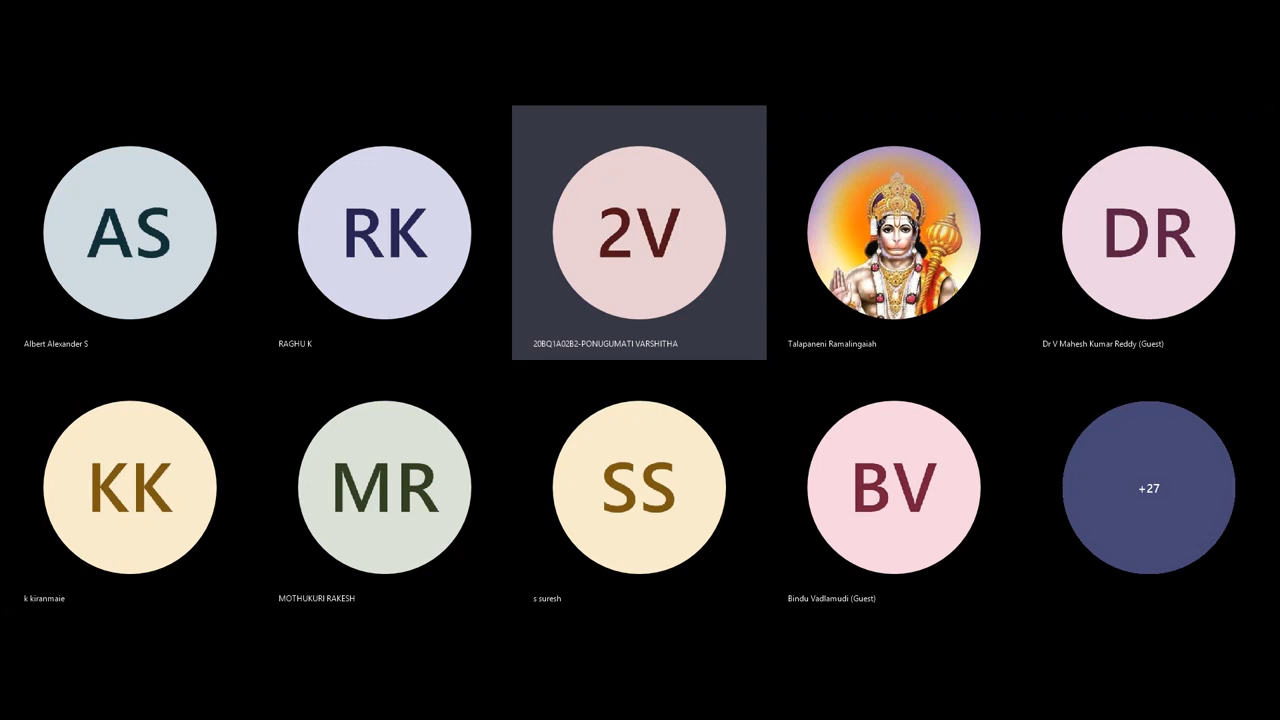 AS
RK
2V
DR
Albert Alexander S
RAGHU K
20BQ1A02B2-PONUGUMATI VARSHITHA
Talapaneni Ramalingaiah
Dr V Mahesh Kumar Reddy (Guest)
KK
MR
SS
BV
+27
k kiranmaie
MOTHUKURI RAKESH
s suresh
Bindu Vadlamudi (Guest)